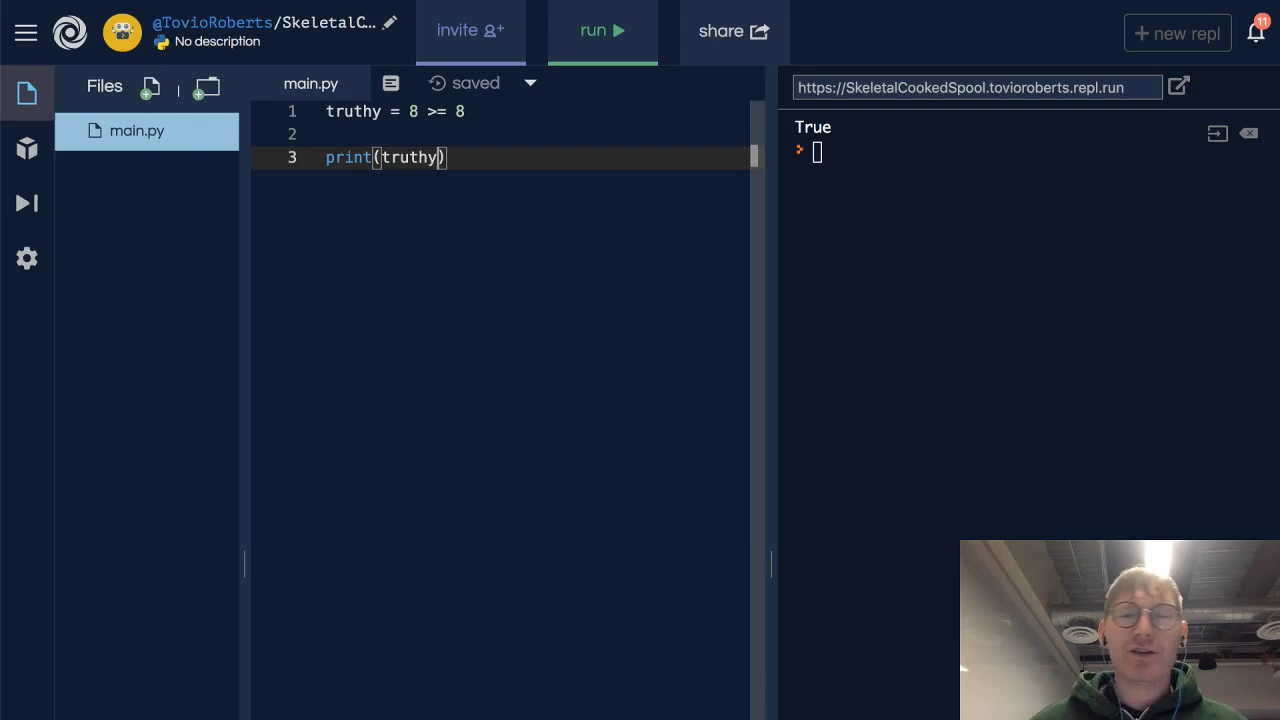 @TovioRoberts/SkeletalC...
No description
invite
run
share
+ new repl
11
Files
main.py
saved
https://SkeletalCookedSpool.tovioroberts.repl.run
main.py
1 truthy = 8 >= 8
2
3 print(truthy)
True